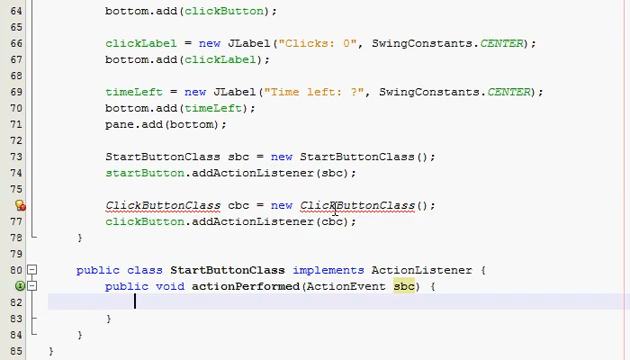 64 bottom.add(clickButton);
65
66 clickLabel = new JLabel("Clicks: 0", SwingConstants.CENTER);
67 bottom.add(clickLabel);
68
69 timeLeft = new JLabel("Time left: ?", SwingConstants.CENTER);
70 bottom.add(timeLeft);
71 pane.add(bottom);
72
73 StartButtonClass sbc = new StartButtonClass();
74 startButton.addActionListener(sbc);
75
ClickButtonClass cbc = new ClickButtonClass();
77 clickButton.addActionListener(cbc);
78 }
79
80 public class StartButtonClass implements ActionListener {
public void actionPerformed(ActionEvent sbc) {
82
83 }
84 }
85 }